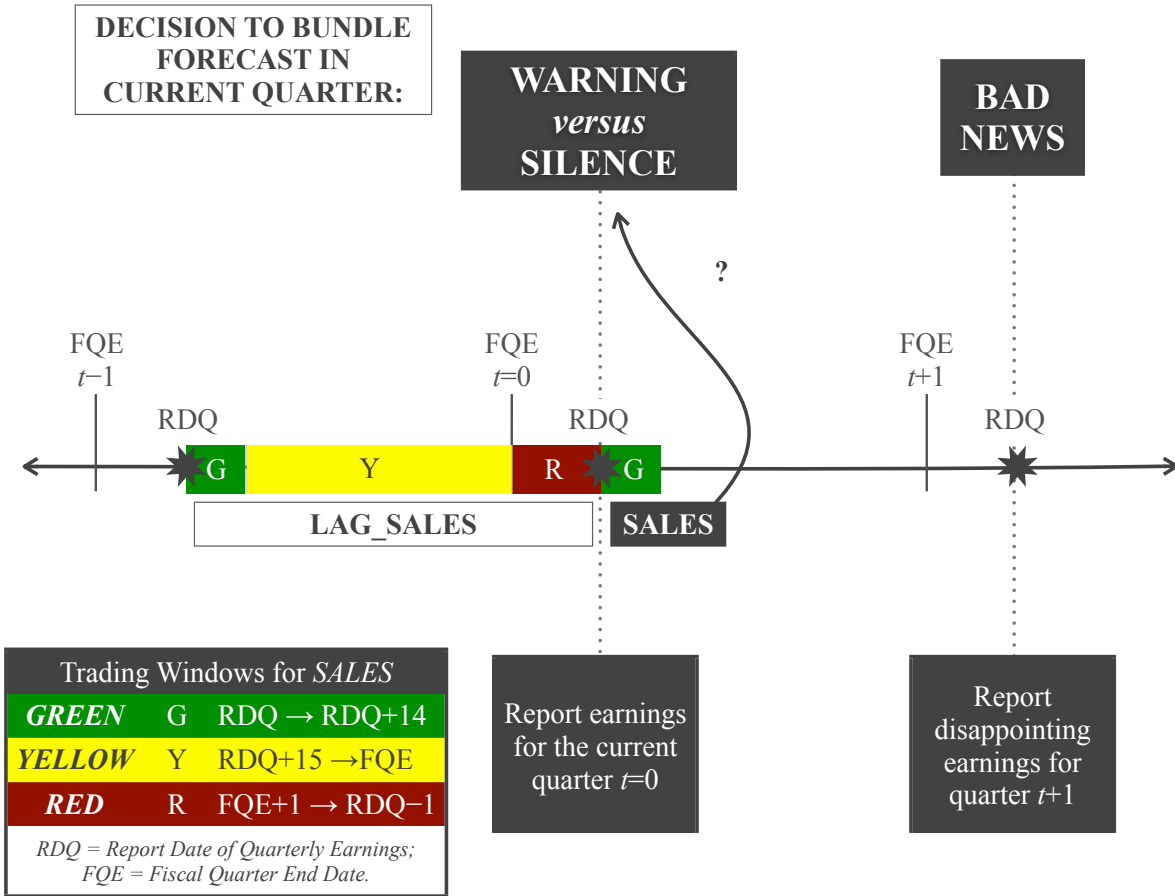 DECISION TO BUNDLE
FORECAST IN
CURRENT QUARTER:
WARNING
versus
SILENCE
BAD
NEWS
?
FQE
t−1
FQE
t=0
FQE
t+1
RDQ
RDQ
RDQ
G
Y
R
G
LAG_SALES
SALES
Trading Windows for SALES
GREEN G RDQ → RDQ+14
YELLOW Y RDQ+15 →FQE
RED R FQE+1 → RDQ−1
RDQ = Report Date of Quarterly Earnings;
FQE = Fiscal Quarter End Date.
Report earnings
for the current
quarter t=0
Report
disappointing
earnings for
quarter t+1